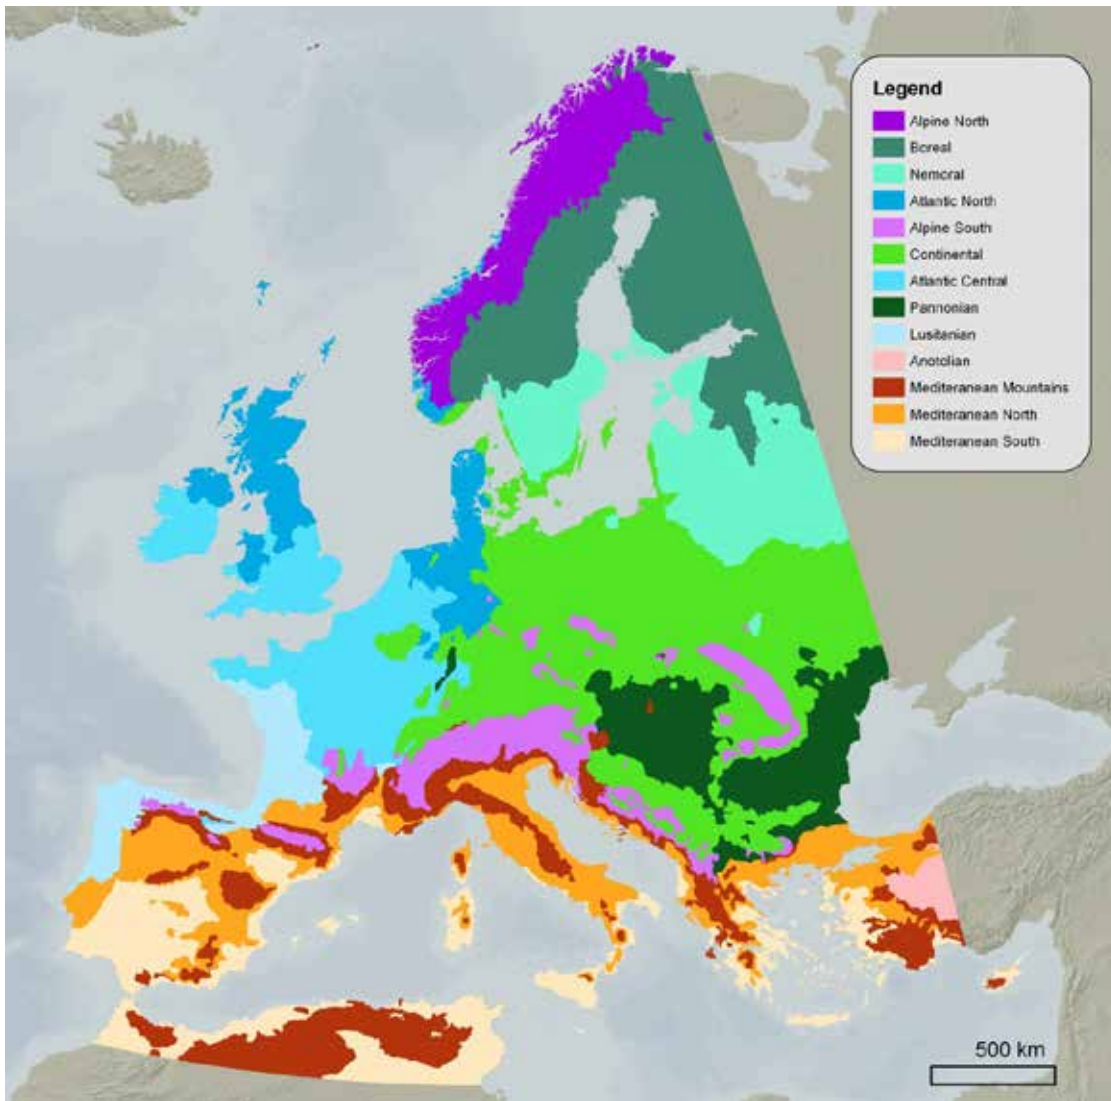 Legend
Alpine North
Boreal
Nemoral
Atlantic North
Alpine South
Continental
Atlantic Central
Pannonian
Lusitanian
Anotolian
Mediteranean Mountains
Mediteranean North
Mediteranean South
500 km